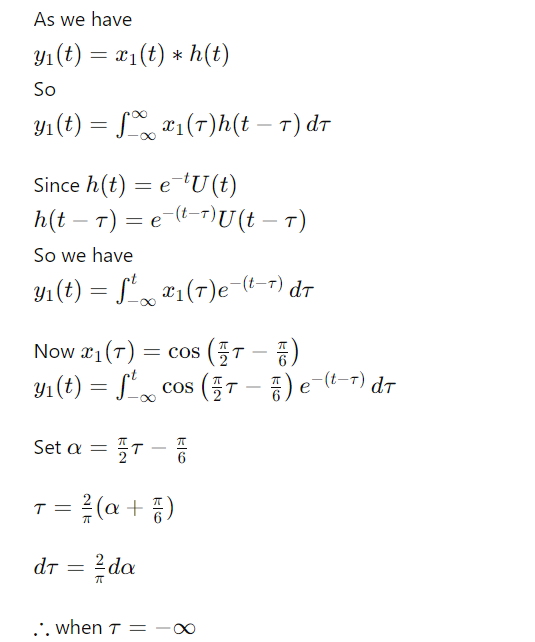 As we have
y₁(t) = x₁(t) * h(t)
So
y₁(t) = ∫_{-∞}^{∞} x₁(τ)h(t − τ) dτ
Since h(t) = e^{-t}U(t)
h(t − τ) = e^{-(t-τ)}U(t − τ)
So we have
y₁(t) = ∫_{-∞}^{t} x₁(τ)e^{-(t-τ)} dτ
Now x₁(τ) = cos (π/2 τ − π/6)
y₁(t) = ∫_{-∞}^{t} cos (π/2 τ − π/6) e^{-(t-τ)} dτ
Set α = π/2 τ − π/6
τ = 2/π (α + π/6)
dτ = 2/π dα
∴ when τ = −∞